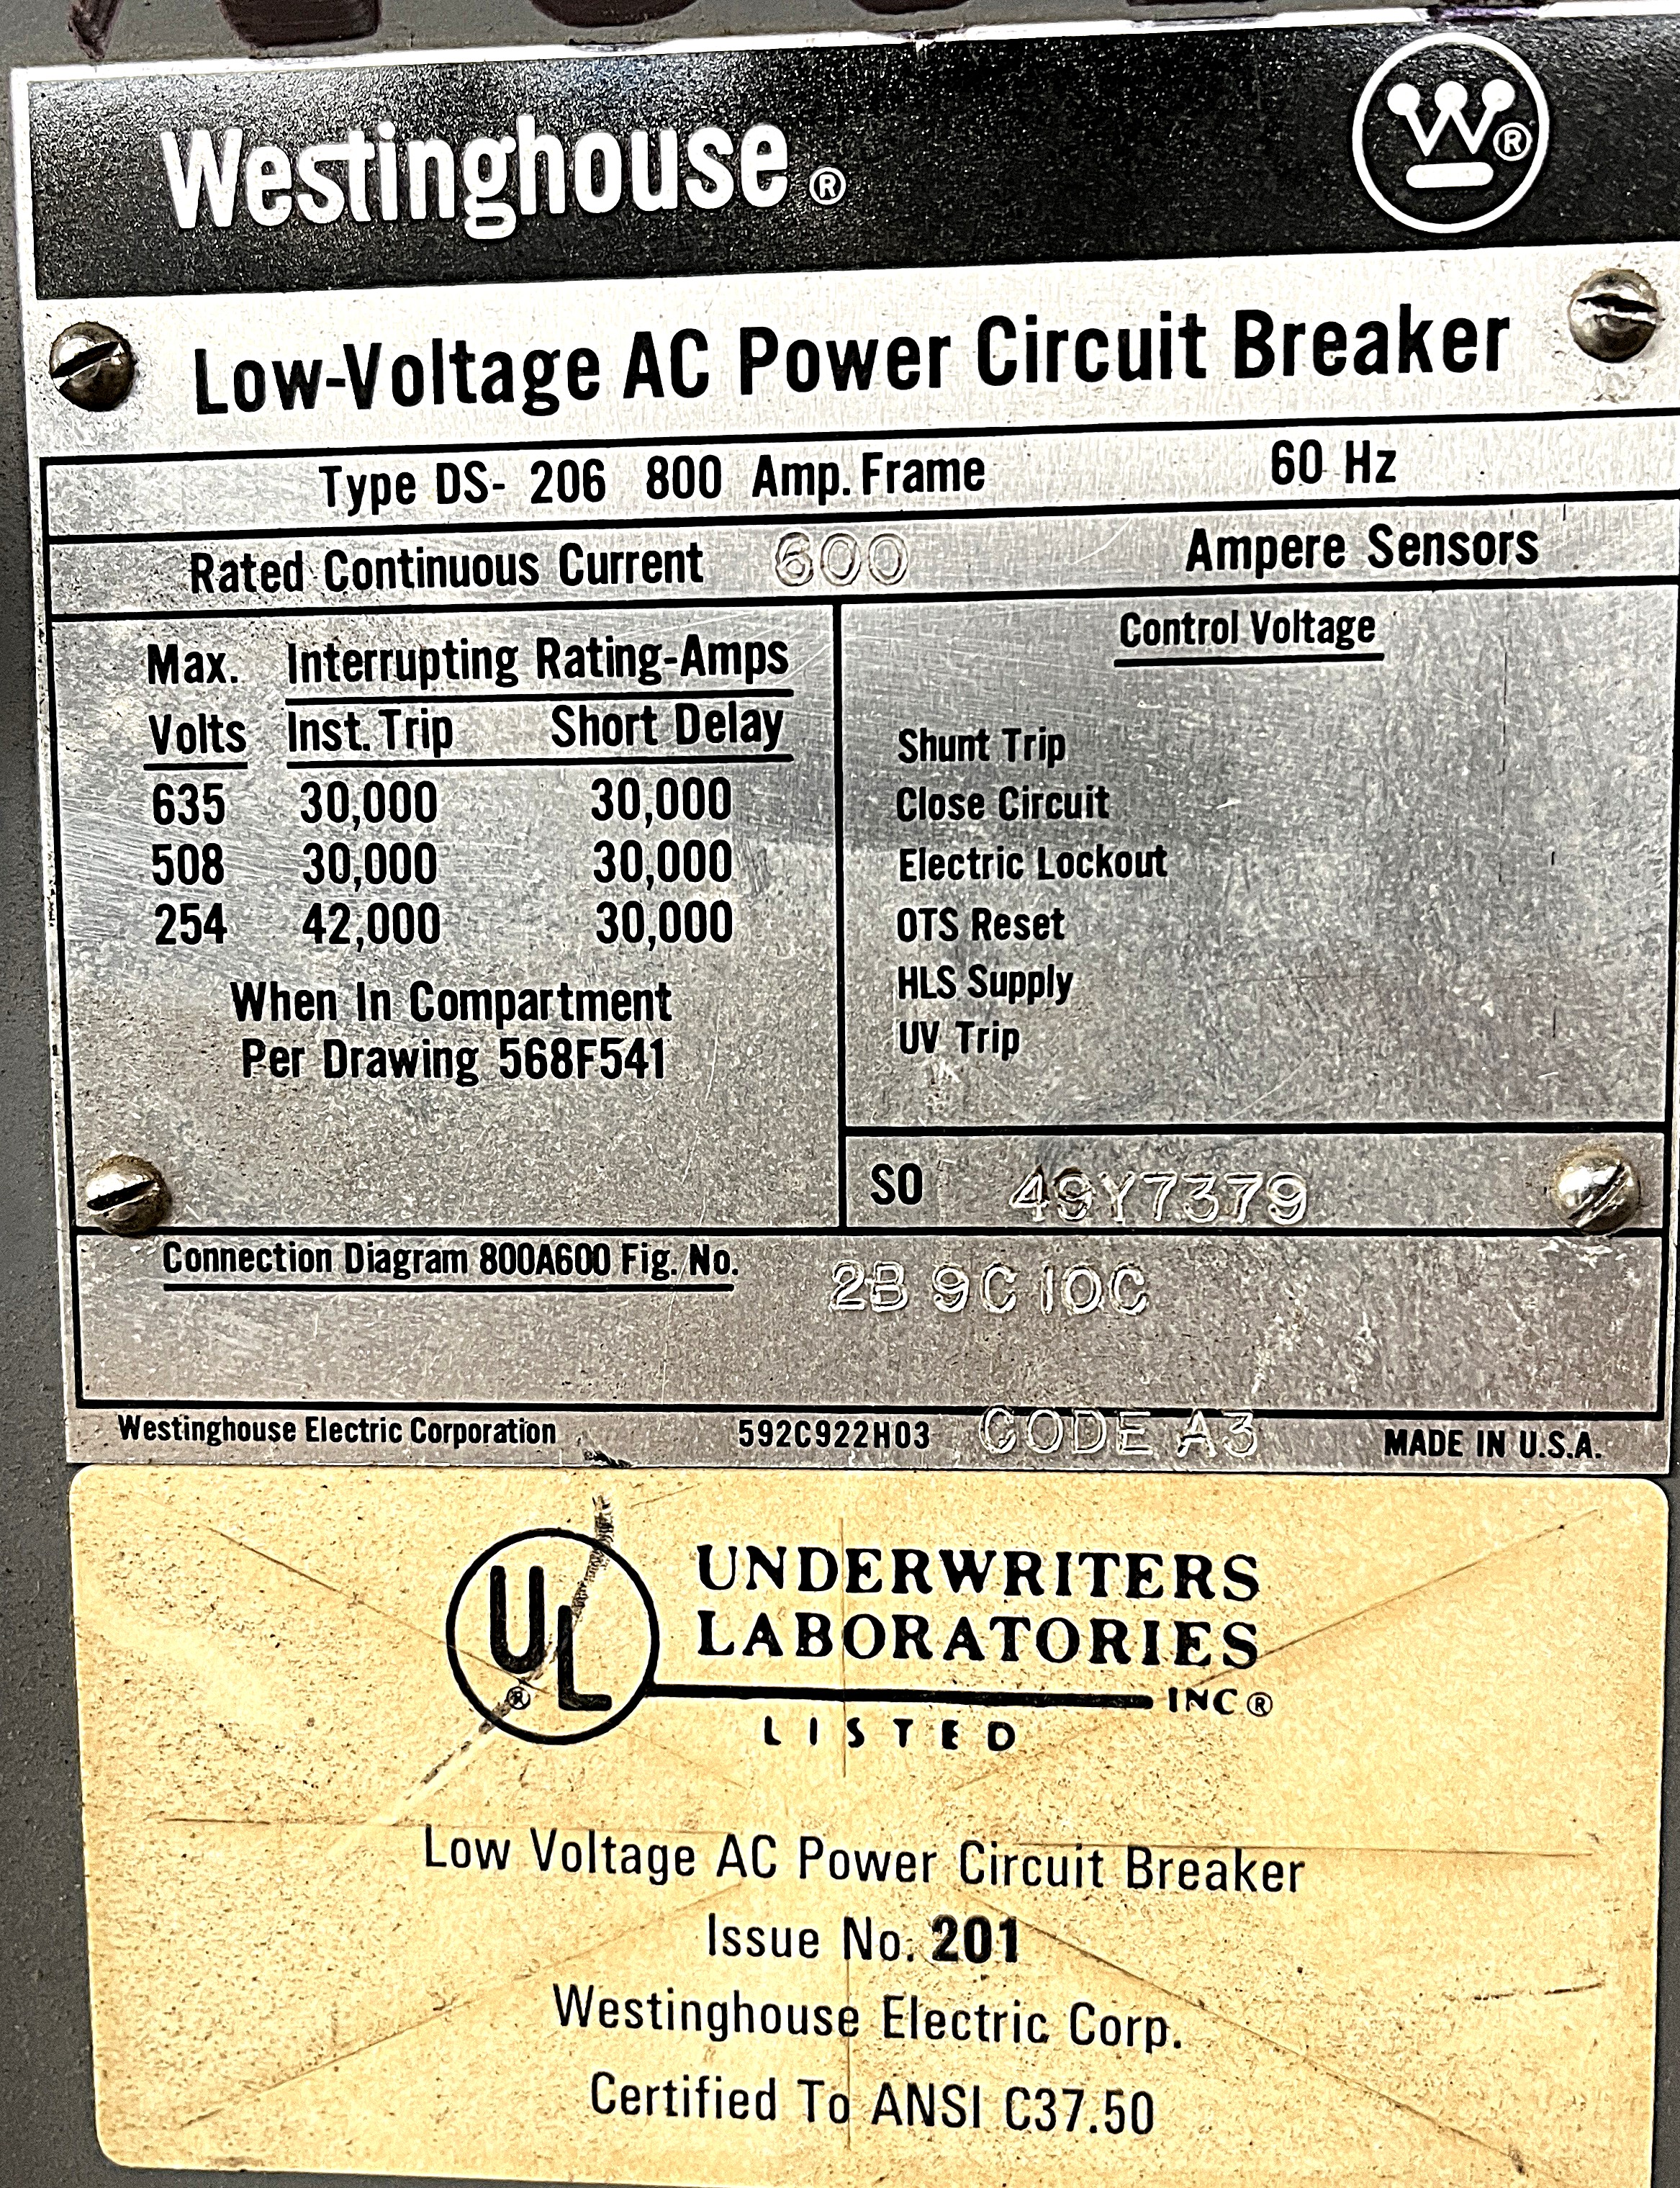 Westinghouse ®
W ®
Low-Voltage AC Power Circuit Breaker
Type DS- 206 800 Amp. Frame 60 Hz
Rated Continuous Current 600 Ampere Sensors
Max. Interrupting Rating-Amps
Volts Inst. Trip Short Delay
635 30,000 30,000
508 30,000 30,000
254 42,000 30,000
When In Compartment
Per Drawing 568F541
Control Voltage
Shunt Trip
Close Circuit
Electric Lockout
OTS Reset
HLS Supply
UV Trip
SO 49Y7379
Connection Diagram 800A600 Fig. No. 2B 9C 10C
Westinghouse Electric Corporation 592C922H03 CODE A3 MADE IN U.S.A.
UL ®
UNDERWRITERS
LABORATORIES
INC ®
LISTED
Low Voltage AC Power Circuit Breaker
Issue No. 201
Westinghouse Electric Corp.
Certified To ANSI C37.50